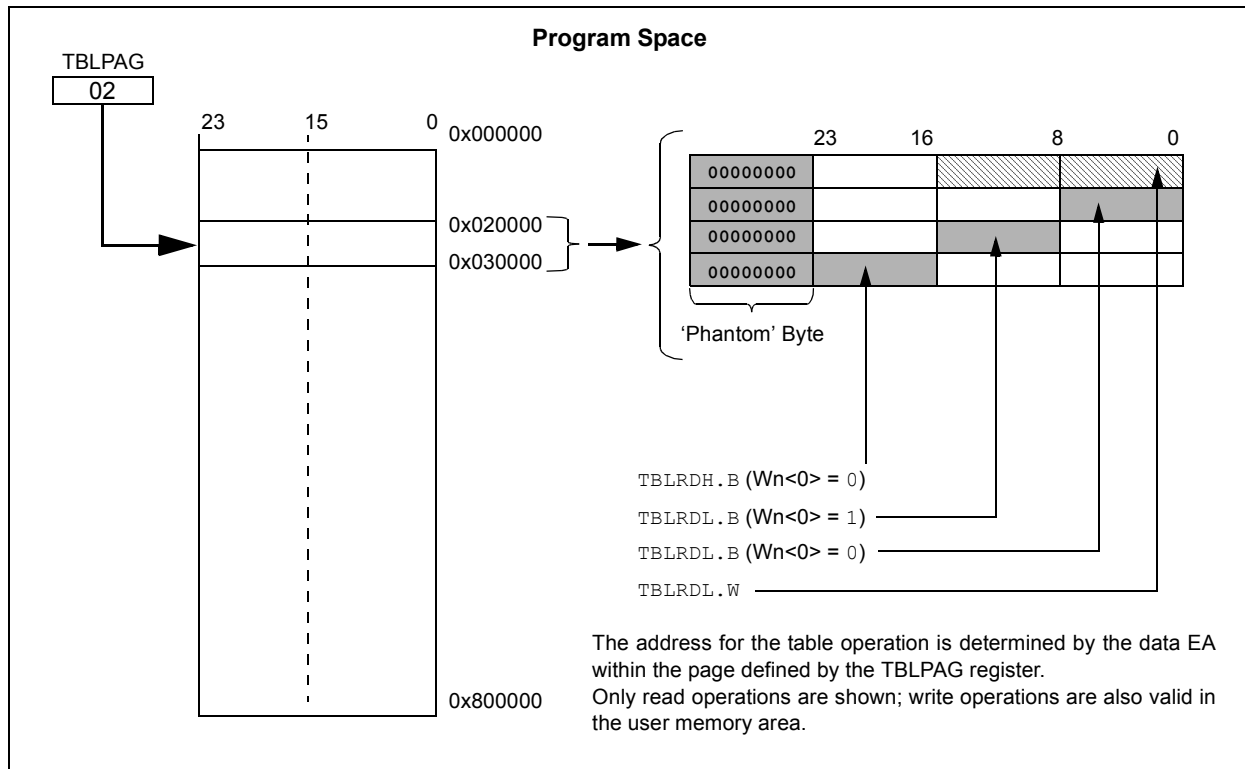 Program Space
TBLPAG
02
23 15 0
0x000000
0x020000
0x030000
0x800000
23 16 8 0
00000000
00000000
00000000
00000000
‘Phantom’ Byte
TBLRDH.B (Wn<0> = 0)
TBLRDL.B (Wn<0> = 1)
TBLRDL.B (Wn<0> = 0)
TBLRDL.W
The address for the table operation is determined by the data EA
within the page defined by the TBLPAG register.
Only read operations are shown; write operations are also valid in
the user memory area.